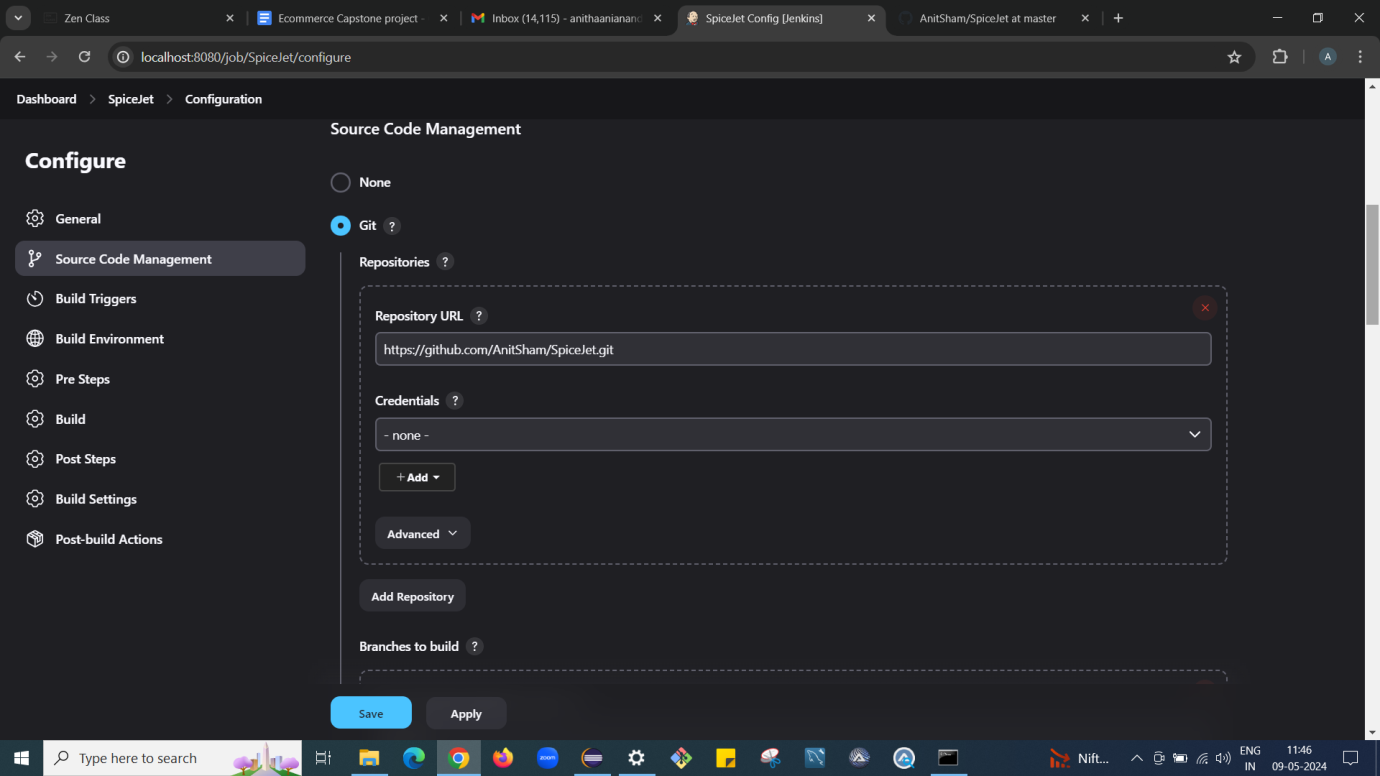 Zen Class
Ecommerce Capstone project -
Inbox (14,115) - anithaanianand
SpiceJet Config [Jenkins]
AnitSham/SpiceJet at master
localhost:8080/job/SpiceJet/configure
A
Dashboard > SpiceJet > Configuration
Configure
General
Source Code Management
Build Triggers
Build Environment
Pre Steps
Build
Post Steps
Build Settings
Post-build Actions
Source Code Management
None
Git ?
Repositories ?
Repository URL ?
https://github.com/AnitSham/SpiceJet.git
Credentials ?
- none -
+ Add
Advanced
Add Repository
Branches to build ?
Save Apply
Type here to search
zoom
Nift...
ENG
IN
11:46
09-05-2024